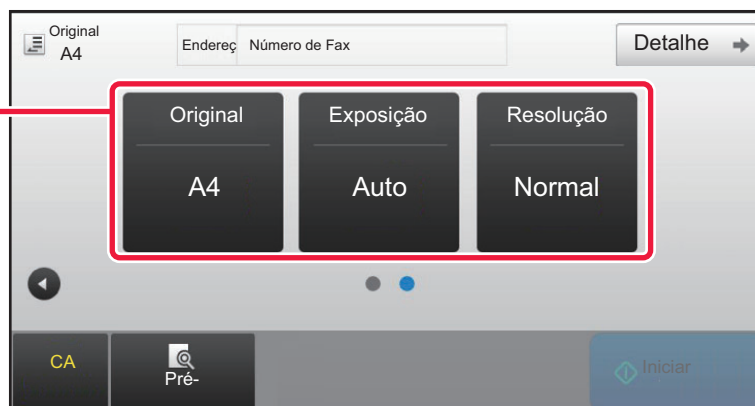 Original
A4
Endereç Número de Fax
Detalhe
Original Exposição Resolução
A4 Auto Normal
CA
Pré-
Iniciar